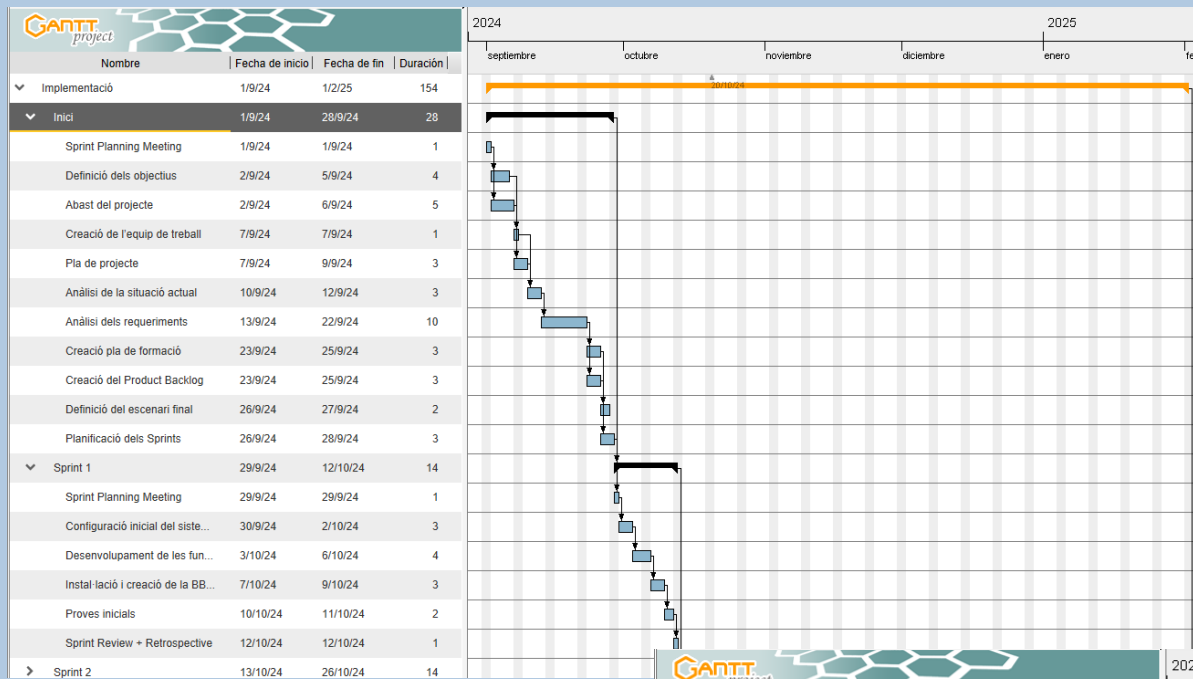 GANTT project
2024 2025
septiembre octubre noviembre diciembre enero fe
20/10/24
Nombre Fecha de inicio Fecha de fin Duración
Implementació 1/9/24 1/2/25 154
Inici 1/9/24 28/9/24 28
Sprint Planning Meeting 1/9/24 1/9/24 1
Definició dels objectius 2/9/24 5/9/24 4
Abast del projecte 2/9/24 6/9/24 5
Creació de l'equip de treball 7/9/24 7/9/24 1
Pla de projecte 7/9/24 9/9/24 3
Anàlisi de la situació actual 10/9/24 12/9/24 3
Anàlisi dels requeriments 13/9/24 22/9/24 10
Creació pla de formació 23/9/24 25/9/24 3
Creació del Product Backlog 23/9/24 25/9/24 3
Definició del escenari final 26/9/24 27/9/24 2
Planificació dels Sprints 26/9/24 28/9/24 3
Sprint 1 29/9/24 12/10/24 14
Sprint Planning Meeting 29/9/24 29/9/24 1
Configuració inicial del siste... 30/9/24 2/10/24 3
Desenvolupament de les fun... 3/10/24 6/10/24 4
Instal·lació i creació de la BB... 7/10/24 9/10/24 3
Proves inicials 10/10/24 11/10/24 2
Sprint Review + Retrospective 12/10/24 12/10/24 1
Sprint 2 13/10/24 26/10/24 14
GANTT project 202